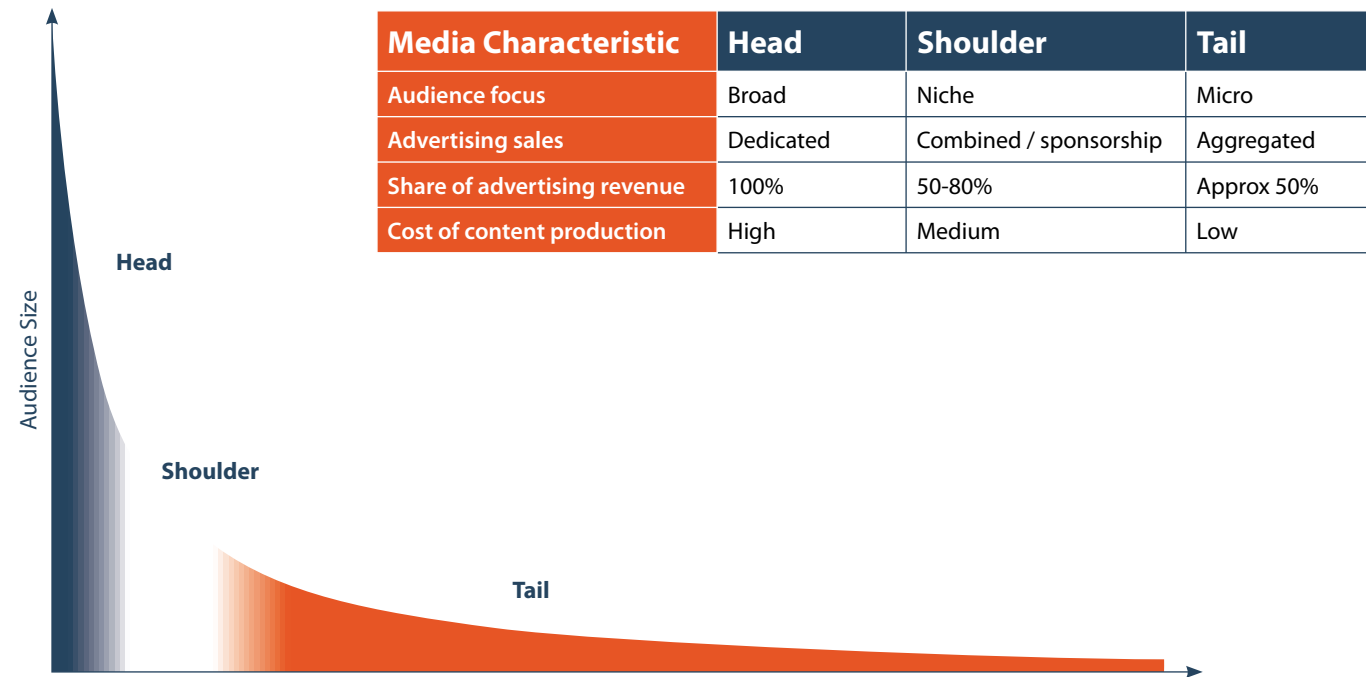 Media Characteristic Head Shoulder Tail
Audience focus Broad Niche Micro
Advertising sales Dedicated Combined / sponsorship Aggregated
Share of advertising revenue 100% 50-80% Approx 50%
Cost of content production High Medium Low
Head
Audience Size
Shoulder
Tail